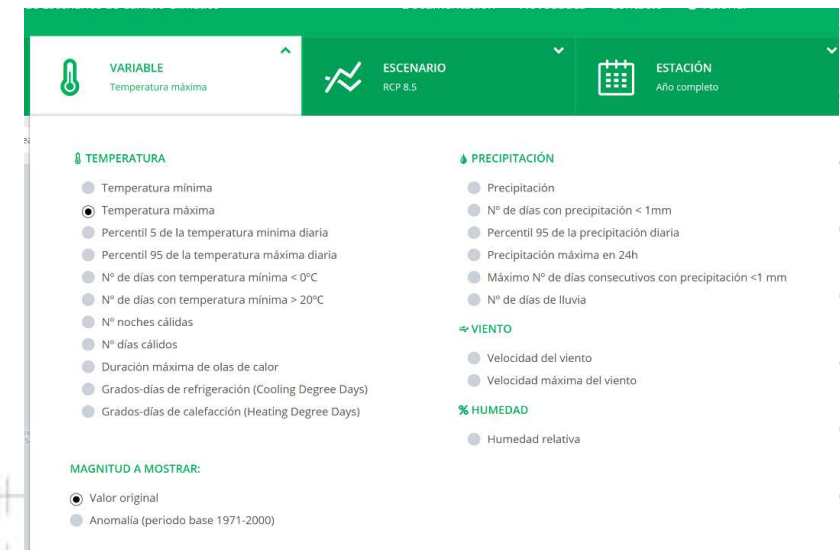 VARIABLE
Temperatura máxima
ESCENARIO
RCP 8.5
ESTACIÓN
Año completo
TEMPERATURA
Temperatura mínima
Temperatura máxima
Percentil 5 de la temperatura minima diaria
Percentil 95 de la temperatura máxima diaria
Nº de días con temperatura mínima < 0ºC
Nº de días con temperatura mínima > 20ºC
Nº noches cálidas
Nº días cálidos
Duración máxima de olas de calor
Grados-días de refrigeración (Cooling Degree Days)
Grados-días de calefacción (Heating Degree Days)
PRECIPITACIÓN
Precipitación
Nº de días con precipitación < 1mm
Percentil 95 de la precipitación diaria
Precipitación máxima en 24h
Máximo Nº de días consecutivos con precipitación <1 mm
Nº de días de lluvia
VIENTO
Velocidad del viento
Velocidad máxima del viento
% HUMEDAD
Humedad relativa
MAGNITUD A MOSTRAR:
Valor original
Anomalía (periodo base 1971-2000)